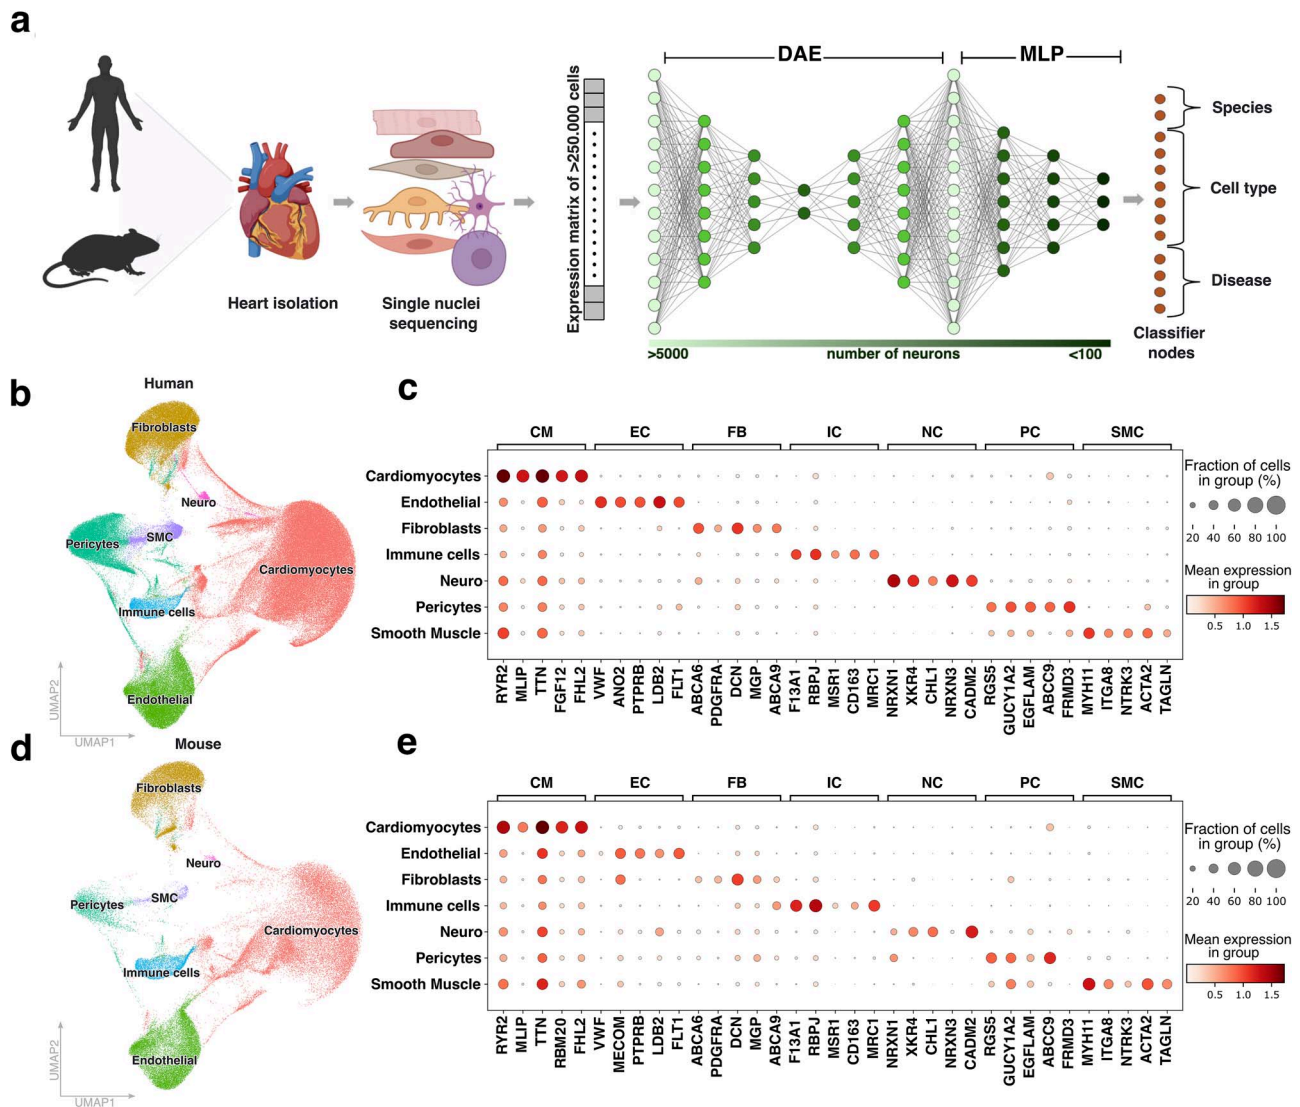 a
DAE
MLP
Expression matrix of >250.000 cells
Species
Cell type
Disease
Heart isolation
Single nuclei
sequencing
Classifier
nodes
>5000
number of neurons
<100
b
Human
Fibroblasts
Neuro
SMC
Pericytes
Cardiomyocytes
Immune cells
Endothelial
UMAP2
UMAP1
c
CM EC FB IC NC PC SMC
Cardiomyocytes
Endothelial
Fibroblasts
Immune cells
Neuro
Pericytes
Smooth Muscle
RYR2 MLIP TTN FGF12 FHL2 VWF ANO2 PTPRB LDB2 FLT1 ABCA6 PDGFRA DCN MGP ABCA9 F13A1 RBPJ MSR1 CD163 MRC1 NRXN1 XKR4 CHL1 NRXN3 CADM2 RGS5 GUCY1A2 EGFLAM ABCC9 FRMD3 MYH11 ITGA8 NTRK3 ACTA2 TAGLN
Fraction of cells
in group (%)
20 40 60 80 100
Mean expression
in group
0.5 1.0 1.5
d
Mouse
Fibroblasts
Neuro
SMC
Pericytes
Cardiomyocytes
Immune cells
Endothelial
UMAP2
UMAP1
e
CM EC FB IC NC PC SMC
Cardiomyocytes
Endothelial
Fibroblasts
Immune cells
Neuro
Pericytes
Smooth Muscle
RYR2 MLIP TTN RBM20 FHL2 VWF MECOM PTPRB LDB2 FLT1 ABCA6 PDGFRA DCN MGP ABCA9 F13A1 RBPJ MSR1 CD163 MRC1 NRXN1 XKR4 CHL1 NRXN3 CADM2 RGS5 GUCY1A2 EGFLAM ABCC9 FRMD3 MYH11 ITGA8 NTRK3 ACTA2 TAGLN
Fraction of cells
in group (%)
20 40 60 80 100
Mean expression
in group
0.5 1.0 1.5